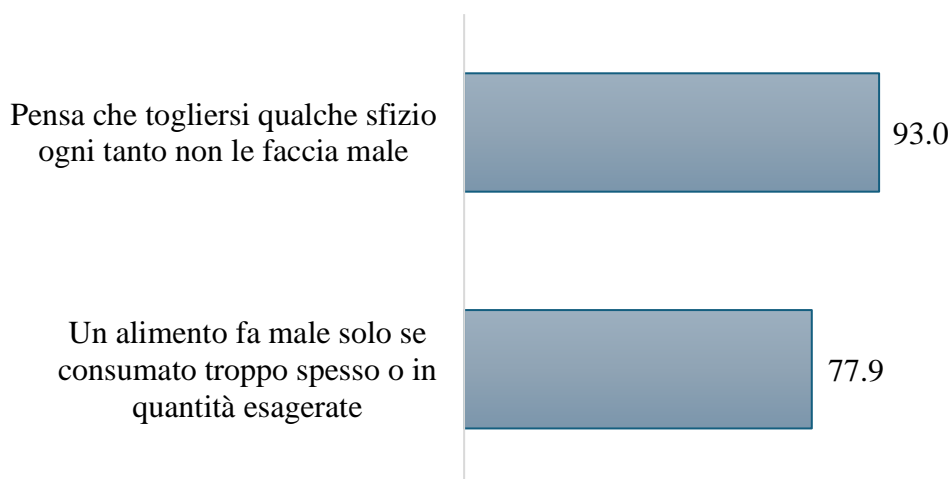 Pensa che togliersi qualche sfizio
ogni tanto non le faccia male
93.0
Un alimento fa male solo se
consumato troppo spesso o in
quantità esagerate
77.9